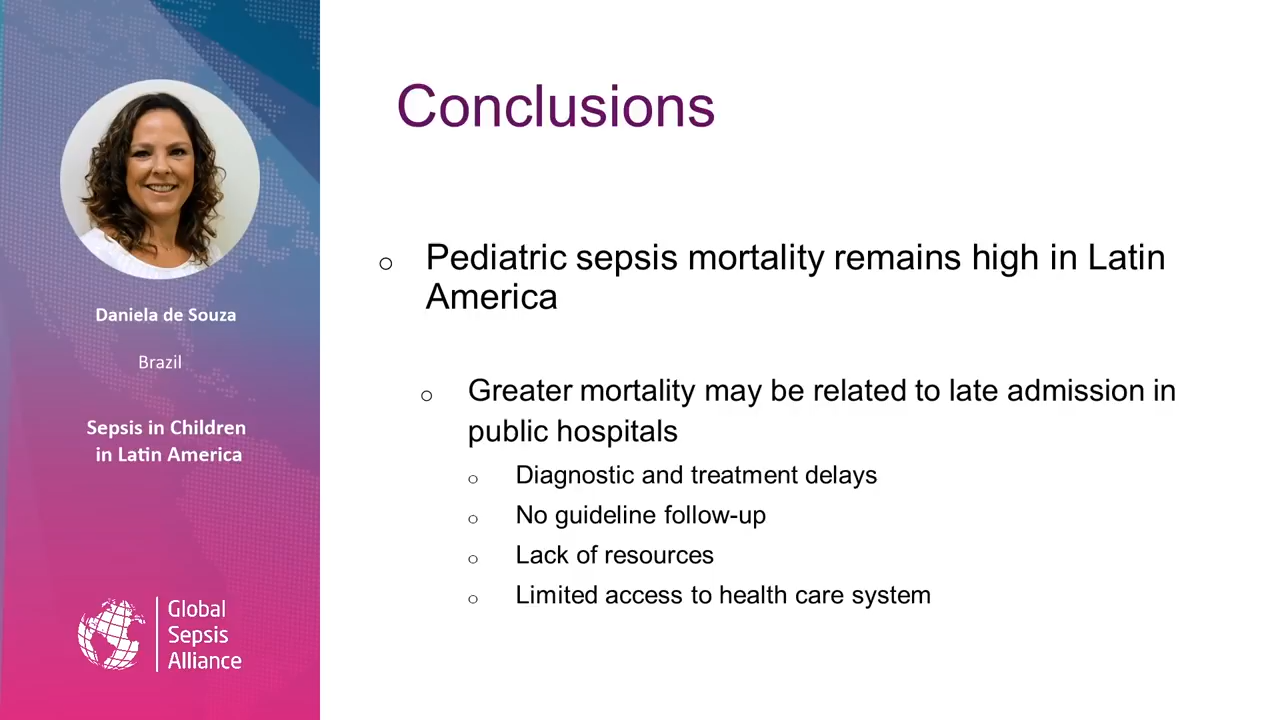 Daniela de Souza
Brazil
Sepsis in Children
in Latin America
Global
Sepsis
Alliance
Conclusions
o Pediatric sepsis mortality remains high in Latin
America
o Greater mortality may be related to late admission in
public hospitals
o Diagnostic and treatment delays
o No guideline follow-up
o Lack of resources
o Limited access to health care system